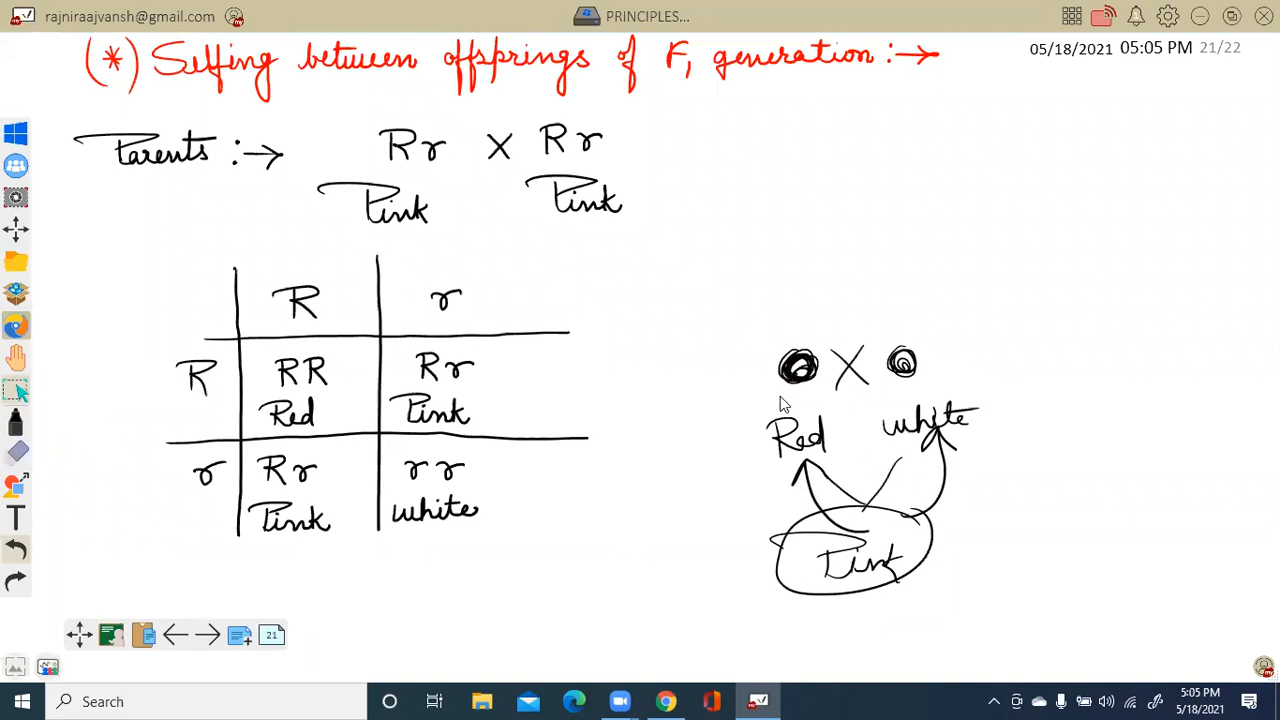 rajniraajvansh@gmail.com
PRINCIPLES...
05/18/2021 05:05 PM 21/22
(*) Selfing between offsprings of F1 generation :→
Parents :→ Rr X Rr
Pink Pink
R r
R RR Rr
Red Pink
r Rr rr
Pink white
X
Red white
Pink
21
Search
5:05 PM
5/18/2021